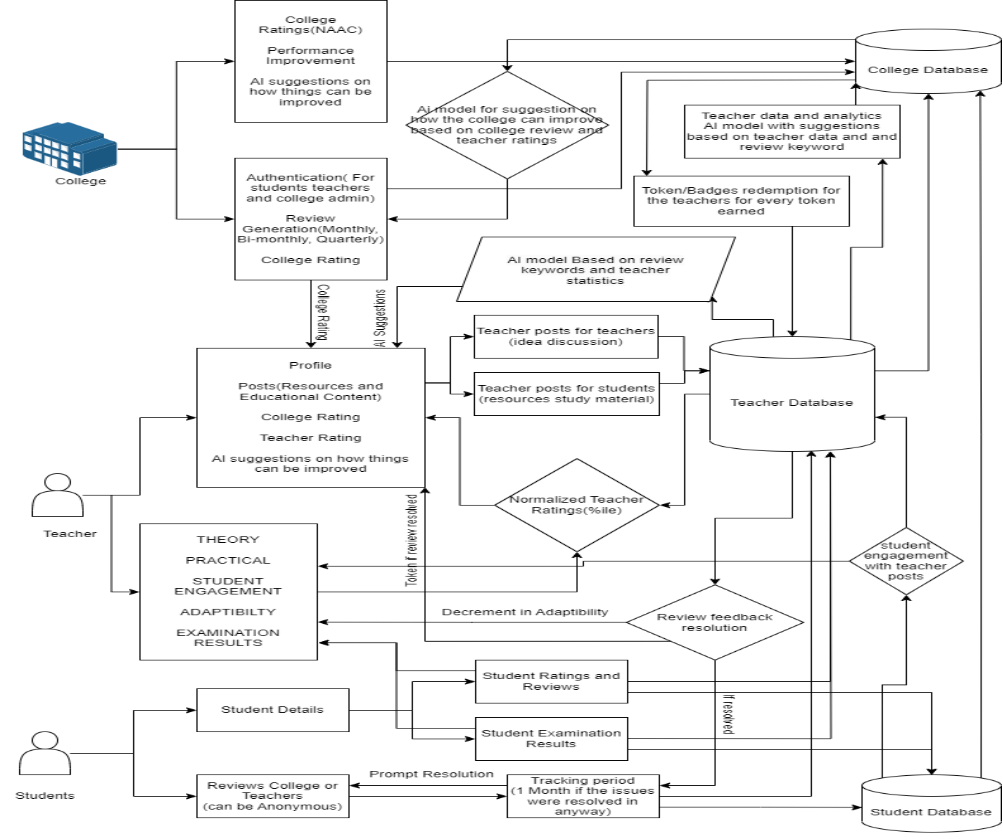 College
Ratings(NAAC)
Performance
Improvement
AI suggestions on
how things can be
improved
College Database
Ai model for suggestion on
how the college can improve
based on college review and
teacher ratings
Teacher data and analytics
AI model with suggestions
based on teacher data and and
review keyword
College
Authentication( For
students teachers
and college admin)
Review
Generation(Monthly,
Bi-monthly, Quarterly)
College Rating
Token/Badges redemption for
the teachers for every token
earned
AI model Based on review
keywords and teacher
statistics
College Rating
AI Suggestions
Teacher posts for teachers
(idea discussion)
Teacher posts for students
(resources study material)
Profile
Posts(Resources and
Educational Content)
College Rating
Teacher Rating
AI suggestions on how things
can be improved
Teacher Database
Teacher
Normalized Teacher
Ratings(%ile)
Token if review resolved
student
engagement
with teacher
posts
THEORY
PRACTICAL
STUDENT
ENGAGEMENT
ADAPTIBILTY
EXAMINATION
RESULTS
Decrement in Adaptibility
Review feedback
resolution
Student Ratings and
Reviews
Student Details
If resolved
Student Examination
Results
Students
Reviews College or
Teachers
(can be Anonymous)
Prompt Resolution
Tracking period
(1 Month if the issues
were resolved in
anyway)
Student Database